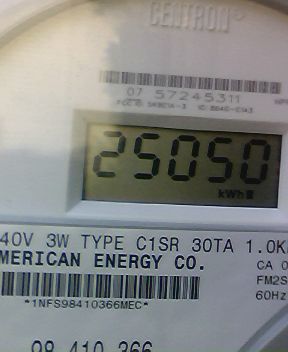 CENTRON®
07 57245311
25050
kWh
40V 3W TYPE C1SR 30TA 1.0K
MERICAN ENERGY CO.
CA 0
FM2S
*1NFS98410366MEC*
60Hz
98 410 366